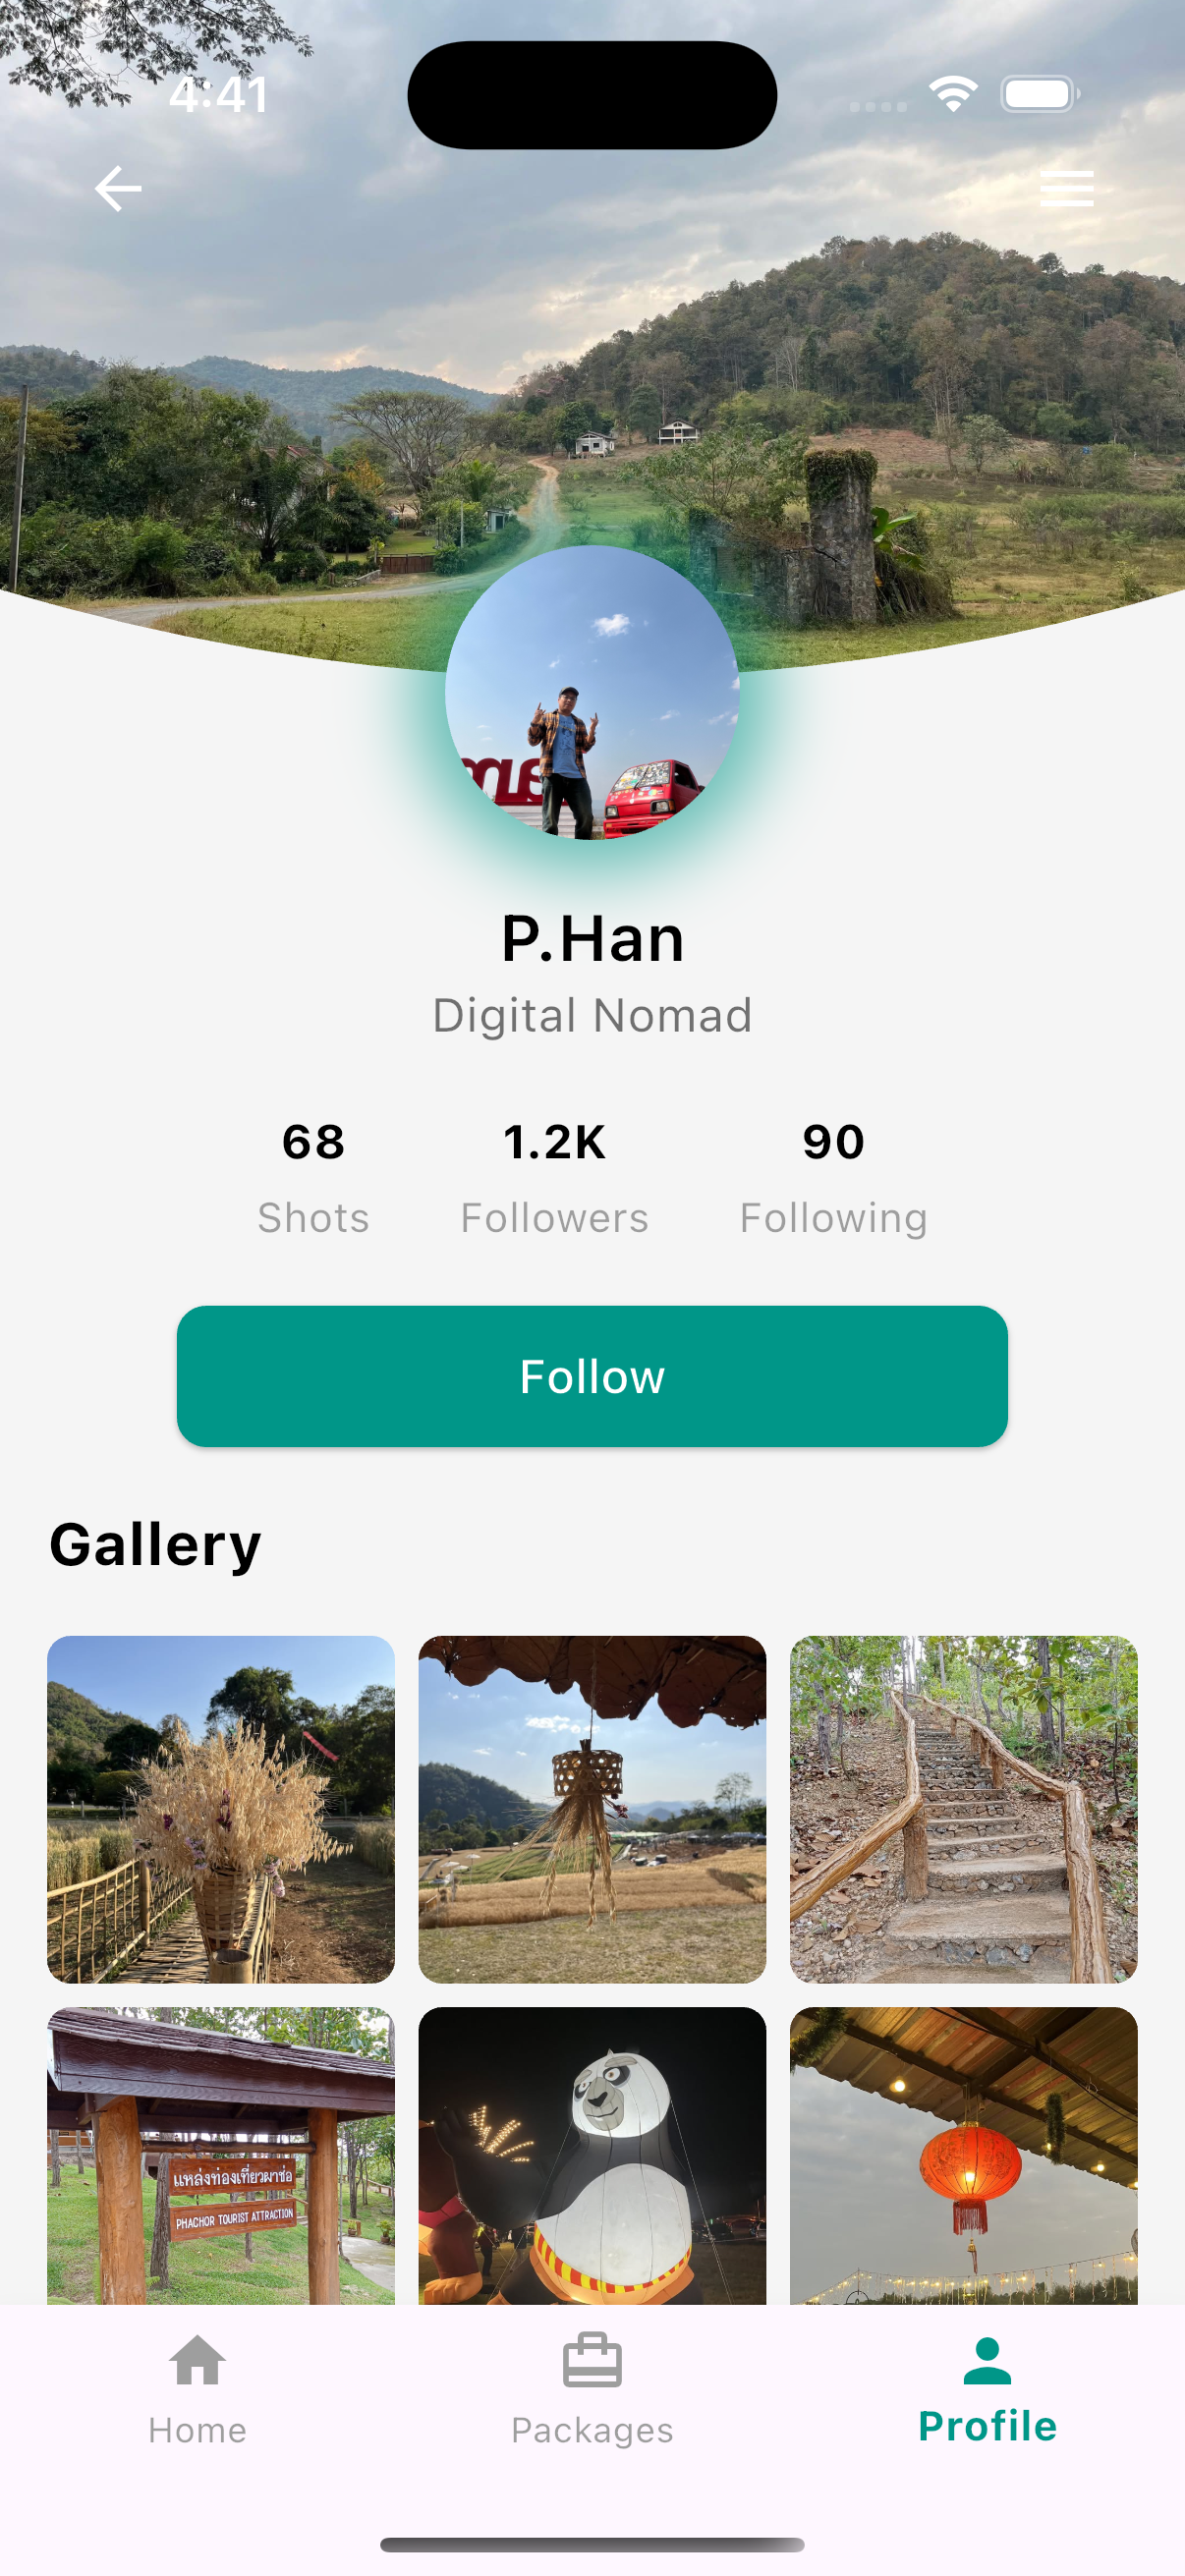 4:41
P.Han
Digital Nomad
68 1.2K 90
Shots Followers Following
Follow
Gallery
แหล่งท่องเที่ยวผาช่อ
PHACHOR TOURIST ATTRACTION
Home Packages Profile